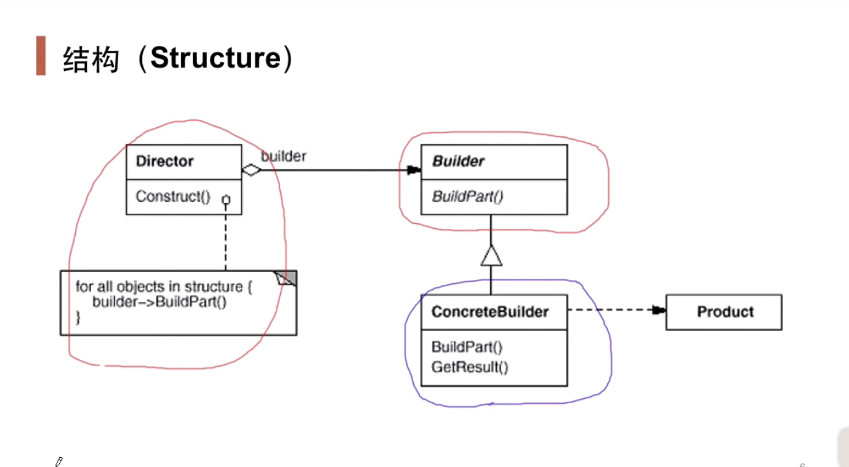 结构（Structure）
Director
Construct()
builder
Builder
BuildPart()
for all objects in structure {
builder->BuildPart()
}
ConcreteBuilder
BuildPart()
GetResult()
Product